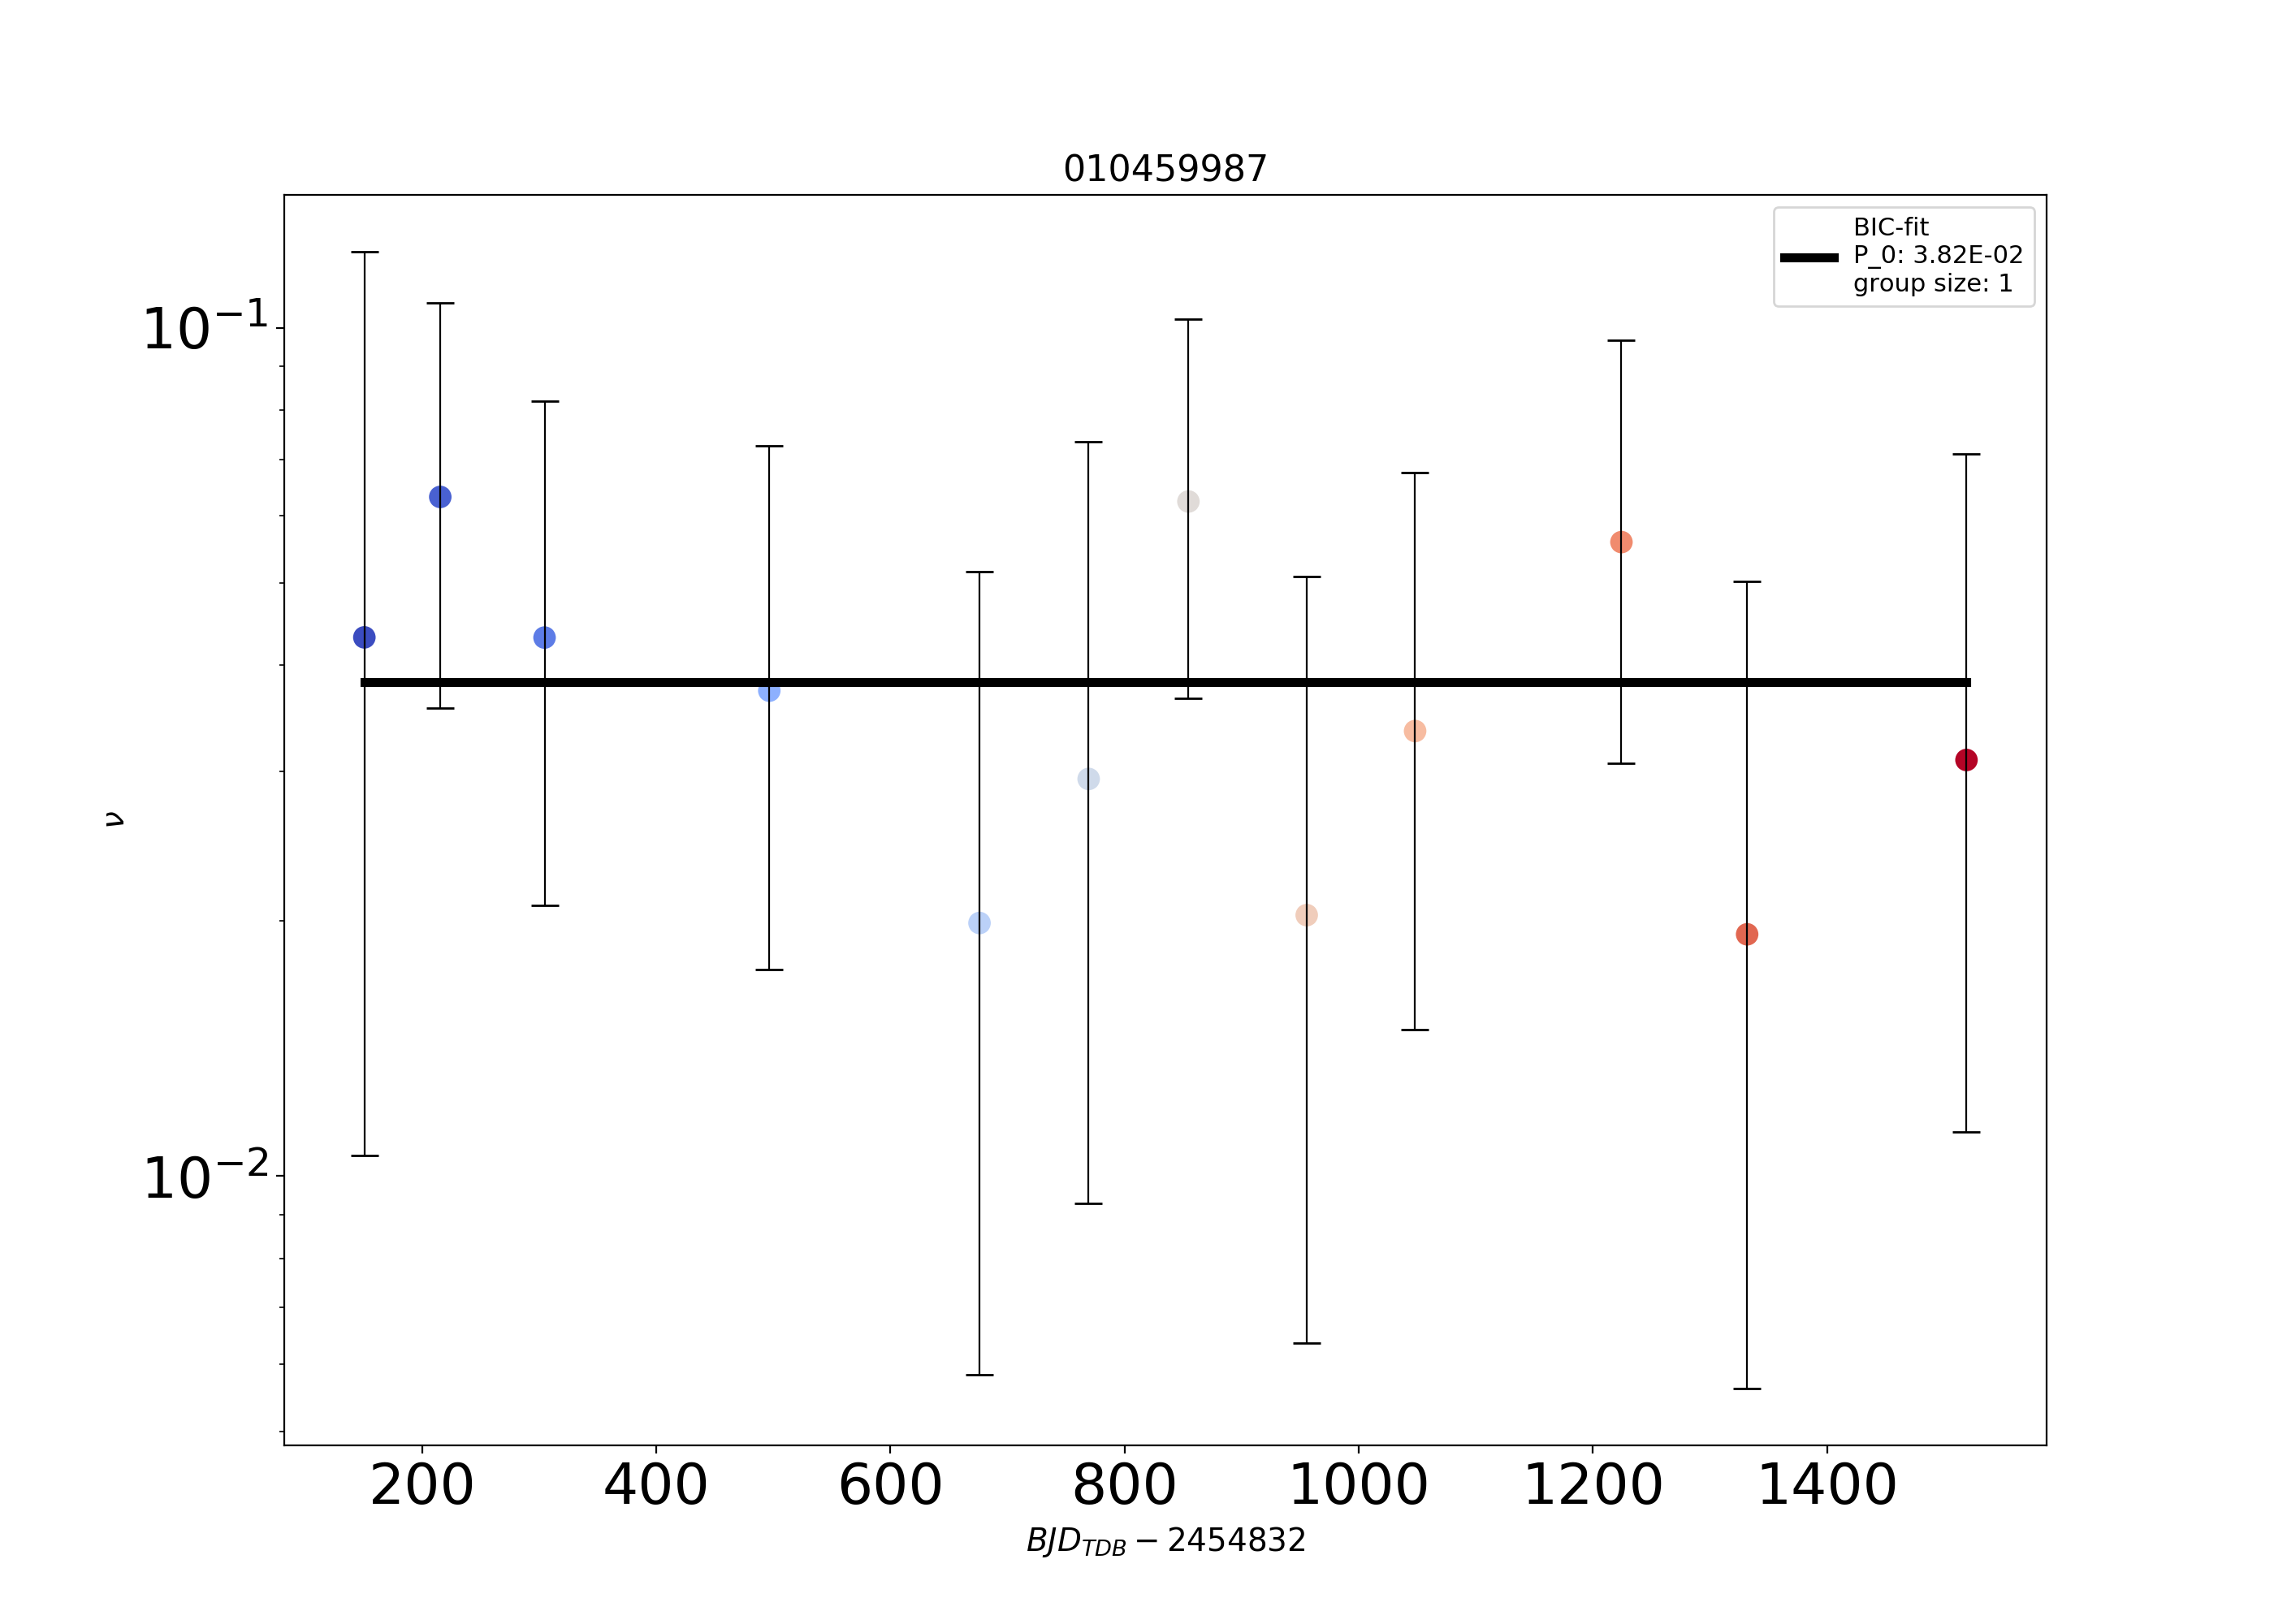 010459987
BIC-fit
P_0: 3.82E-02
group size: 1
10⁻¹
10⁻²
ν
200 400 600 800 1000 1200 1400
BJD_TDB − 2454832